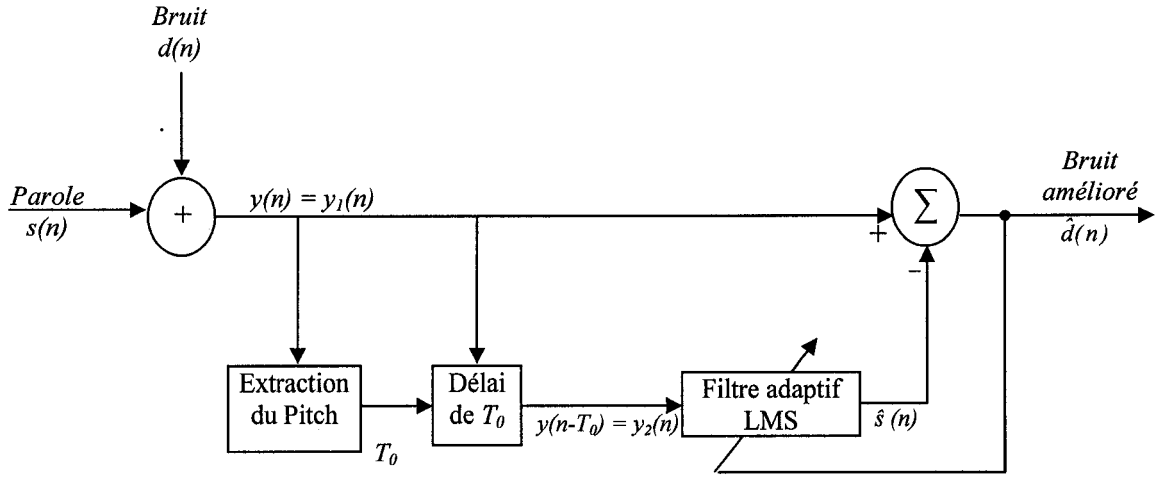 Bruit
d(n)
Parole
s(n)
+
y(n) = y₁(n)
+
Σ
−
Bruit
amélioré
d̂(n)
Extraction
du Pitch
T₀
Délai
de T₀
y(n-T₀) = y₂(n)
Filtre adaptif
LMS
ŝ (n)